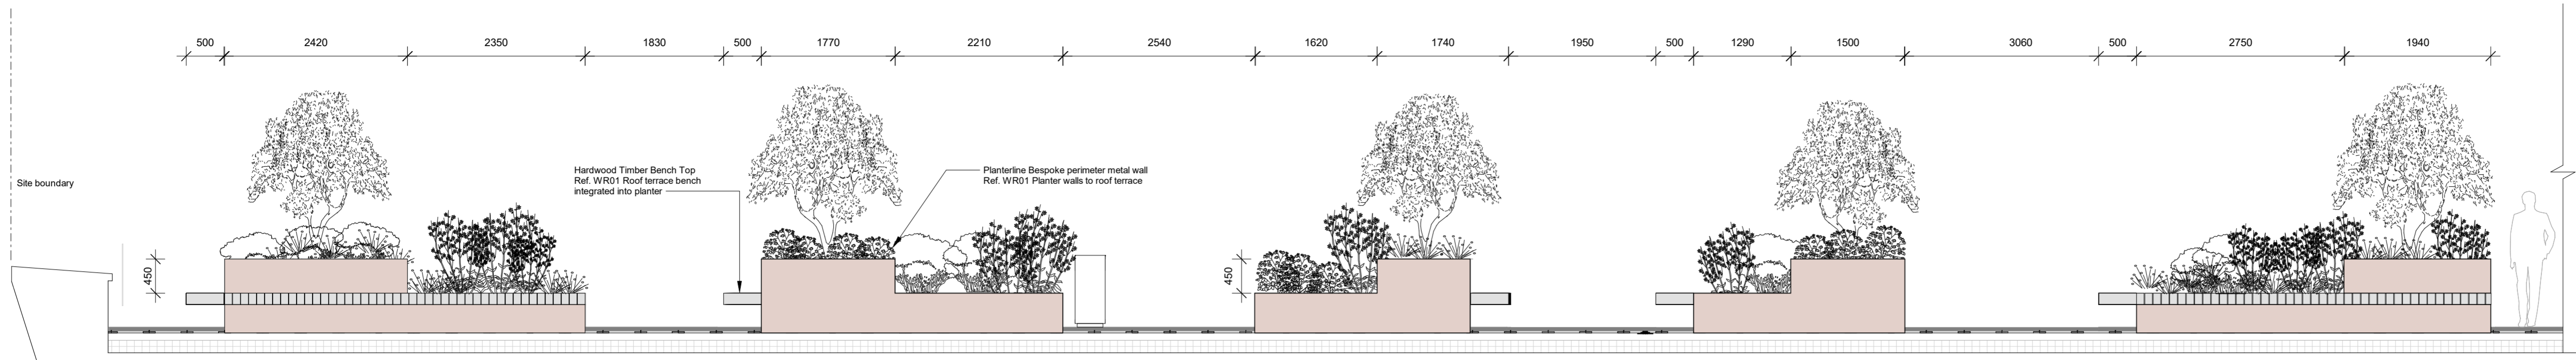 500 2420 2350 1830 500 1770 2210 2540 1620 1740 1950 500 1290 1500 3060 500 2750 1940
Hardwood Timber Bench Top
Ref. WR01 Roof terrace bench
integrated into planter
Planterline Bespoke perimeter metal wall
Ref. WR01 Planter walls to roof terrace
Site boundary
450
450